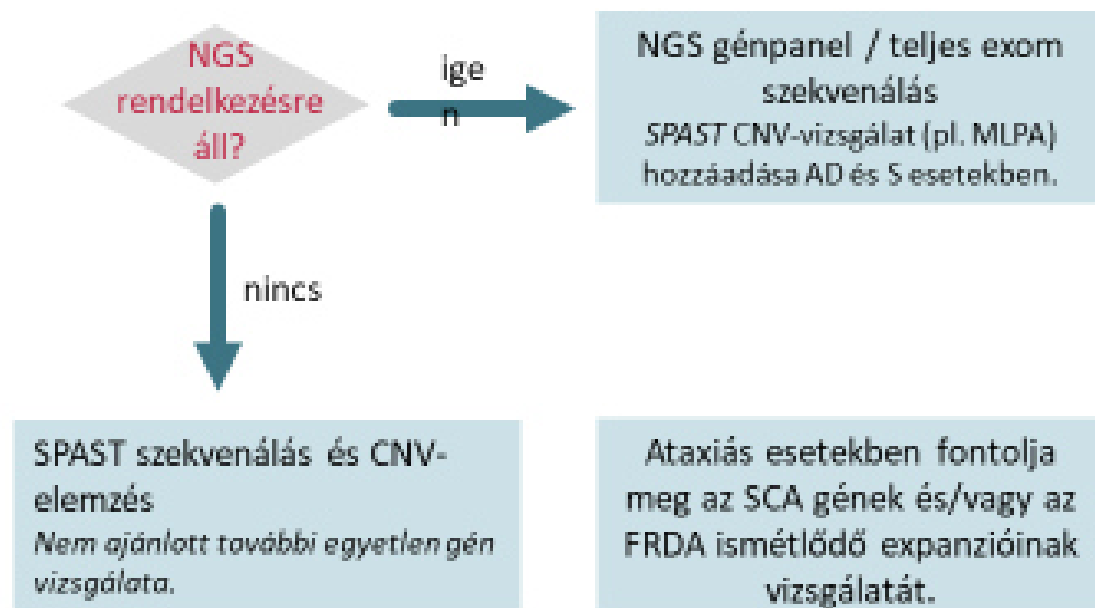 NGS
rendelkezésre
áll?
ige
n
NGS génpanel / teljes exom
szekvenálás
SPAST CNV-vizsgálat (pl. MLPA)
hozzáadása AD és S esetekben.
nincs
SPAST szekvenálás és CNV-
elemzés
Nem ajánlott további egyetlen gén
vizsgálata.
Ataxiás esetekben fontolja
meg az SCA gének és/vagy az
FRDA ismétlődő expanzióinak
vizsgálatát.